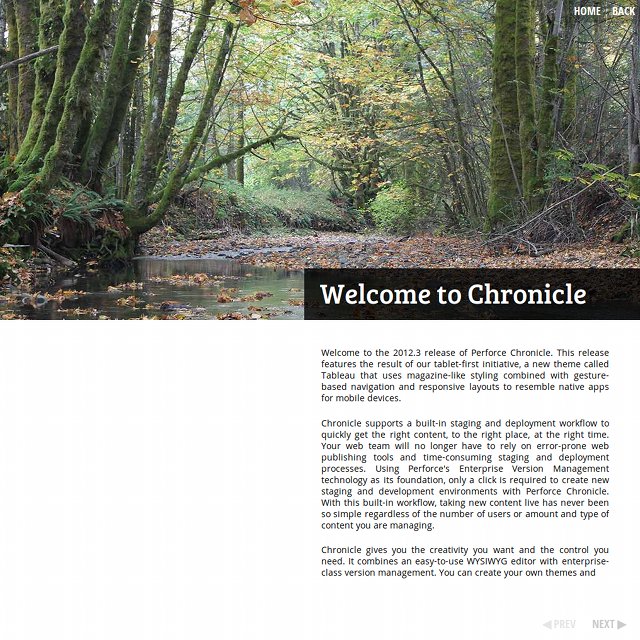 HOME BACK
Welcome to Chronicle
Welcome to the 2012.3 release of Perforce Chronicle. This release
features the result of our tablet-first initiative, a new theme called
Tableau that uses magazine-like styling combined with gesture-
based navigation and responsive layouts to resemble native apps
for mobile devices.
Chronicle supports a built-in staging and deployment workflow to
quickly get the right content, to the right place, at the right time.
Your web team will no longer have to rely on error-prone web
publishing tools and time-consuming staging and deployment
processes. Using Perforce's Enterprise Version Management
technology as its foundation, only a click is required to create new
staging and development environments with Perforce Chronicle.
With this built-in workflow, taking new content live has never been
so simple regardless of the number of users or amount and type of
content you are managing.
Chronicle gives you the creativity you want and the control you
need. It combines an easy-to-use WYSIWYG editor with enterprise-
class version management. You can create your own themes and
◀ PREV NEXT ▶